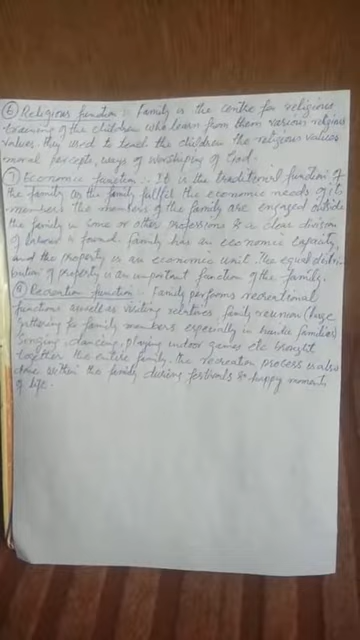 ⑥ Religious function :- Family is the centre for religious
training of the children who learn from them various religious
values. they used to teach the children the religious values
moral percepts, ways of worshiping of God.
⑦ Economic function :- It is the traditional function of
the family as the family fulfil the economic needs of its
members the members of the family are engaged outside
the family in some or other professions & a clear division
of labour is found. family has an economic capacity,
and the property is an economic unit. The equal distri-
bution of property is an important function of the family.
⑧ Recreation function :- Family performs recreational
functions as well as visiting relatives family reunion (huge
gathering for family members especially in families)
singing, dancing, playing indoor games etc brought
together the entire family. the recreation process is also
done within the family during festivals & happy moments
of life.